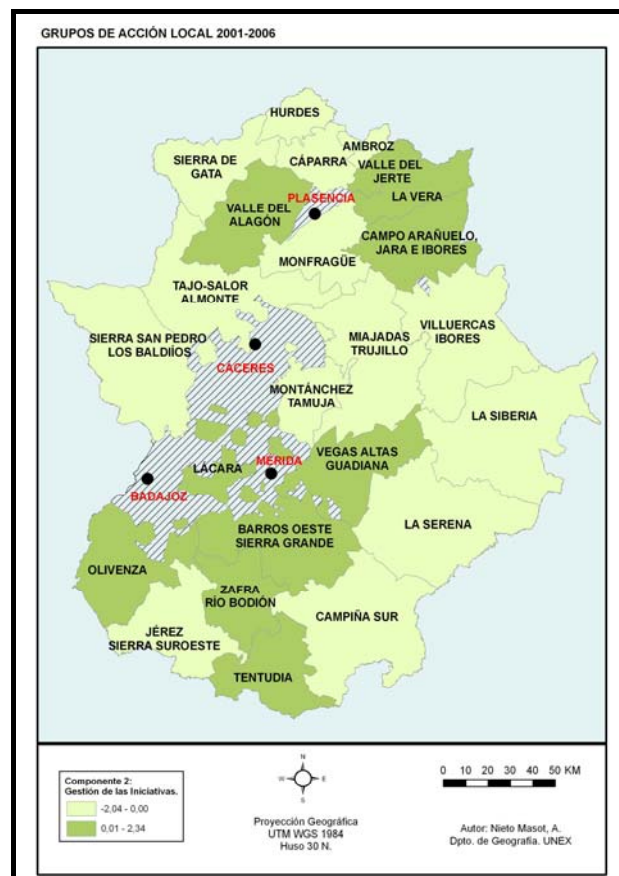 GRUPOS DE ACCIÓN LOCAL 2001-2006
HURDES
AMBROZ
SIERRA DE
GATA
CÁPARRA
VALLE DEL
JERTE
PLASENCIA
LA VERA
VALLE DEL
ALAGÓN
CAMPO ARAÑUELO,
JARA E IBORES
MONFRAGÜE
TAJO-SALOR
ALMONTE
SIERRA SAN PEDRO
LOS BALDÍÍOS
CÁCERES
MIAJADAS
TRUJILLO
VILLUERCAS
IBORES
MONTÁNCHEZ
TAMUJA
LA SIBERIA
VEGAS ALTAS
GUADIANA
LÁCARA
MÉRIDA
BADAJOZ
LA SERENA
BARROS OESTE
SIERRA GRANDE
OLIVENZA
ZAFRA
RÍO BODIÓN
CAMPIÑA SUR
JÉREZ
SIERRA SUROESTE
TENTUDIA
Componente 2:
Gestión de las Iniciativas.
-2,04 - 0,00
0,01 - 2,34
N
W E
S
Proyección Geográfica
UTM WGS 1984
Huso 30 N.
0 10 20 30 40 50 KM
Autor: Nieto Masot, A.
Dpto. de Geografía. UNEX